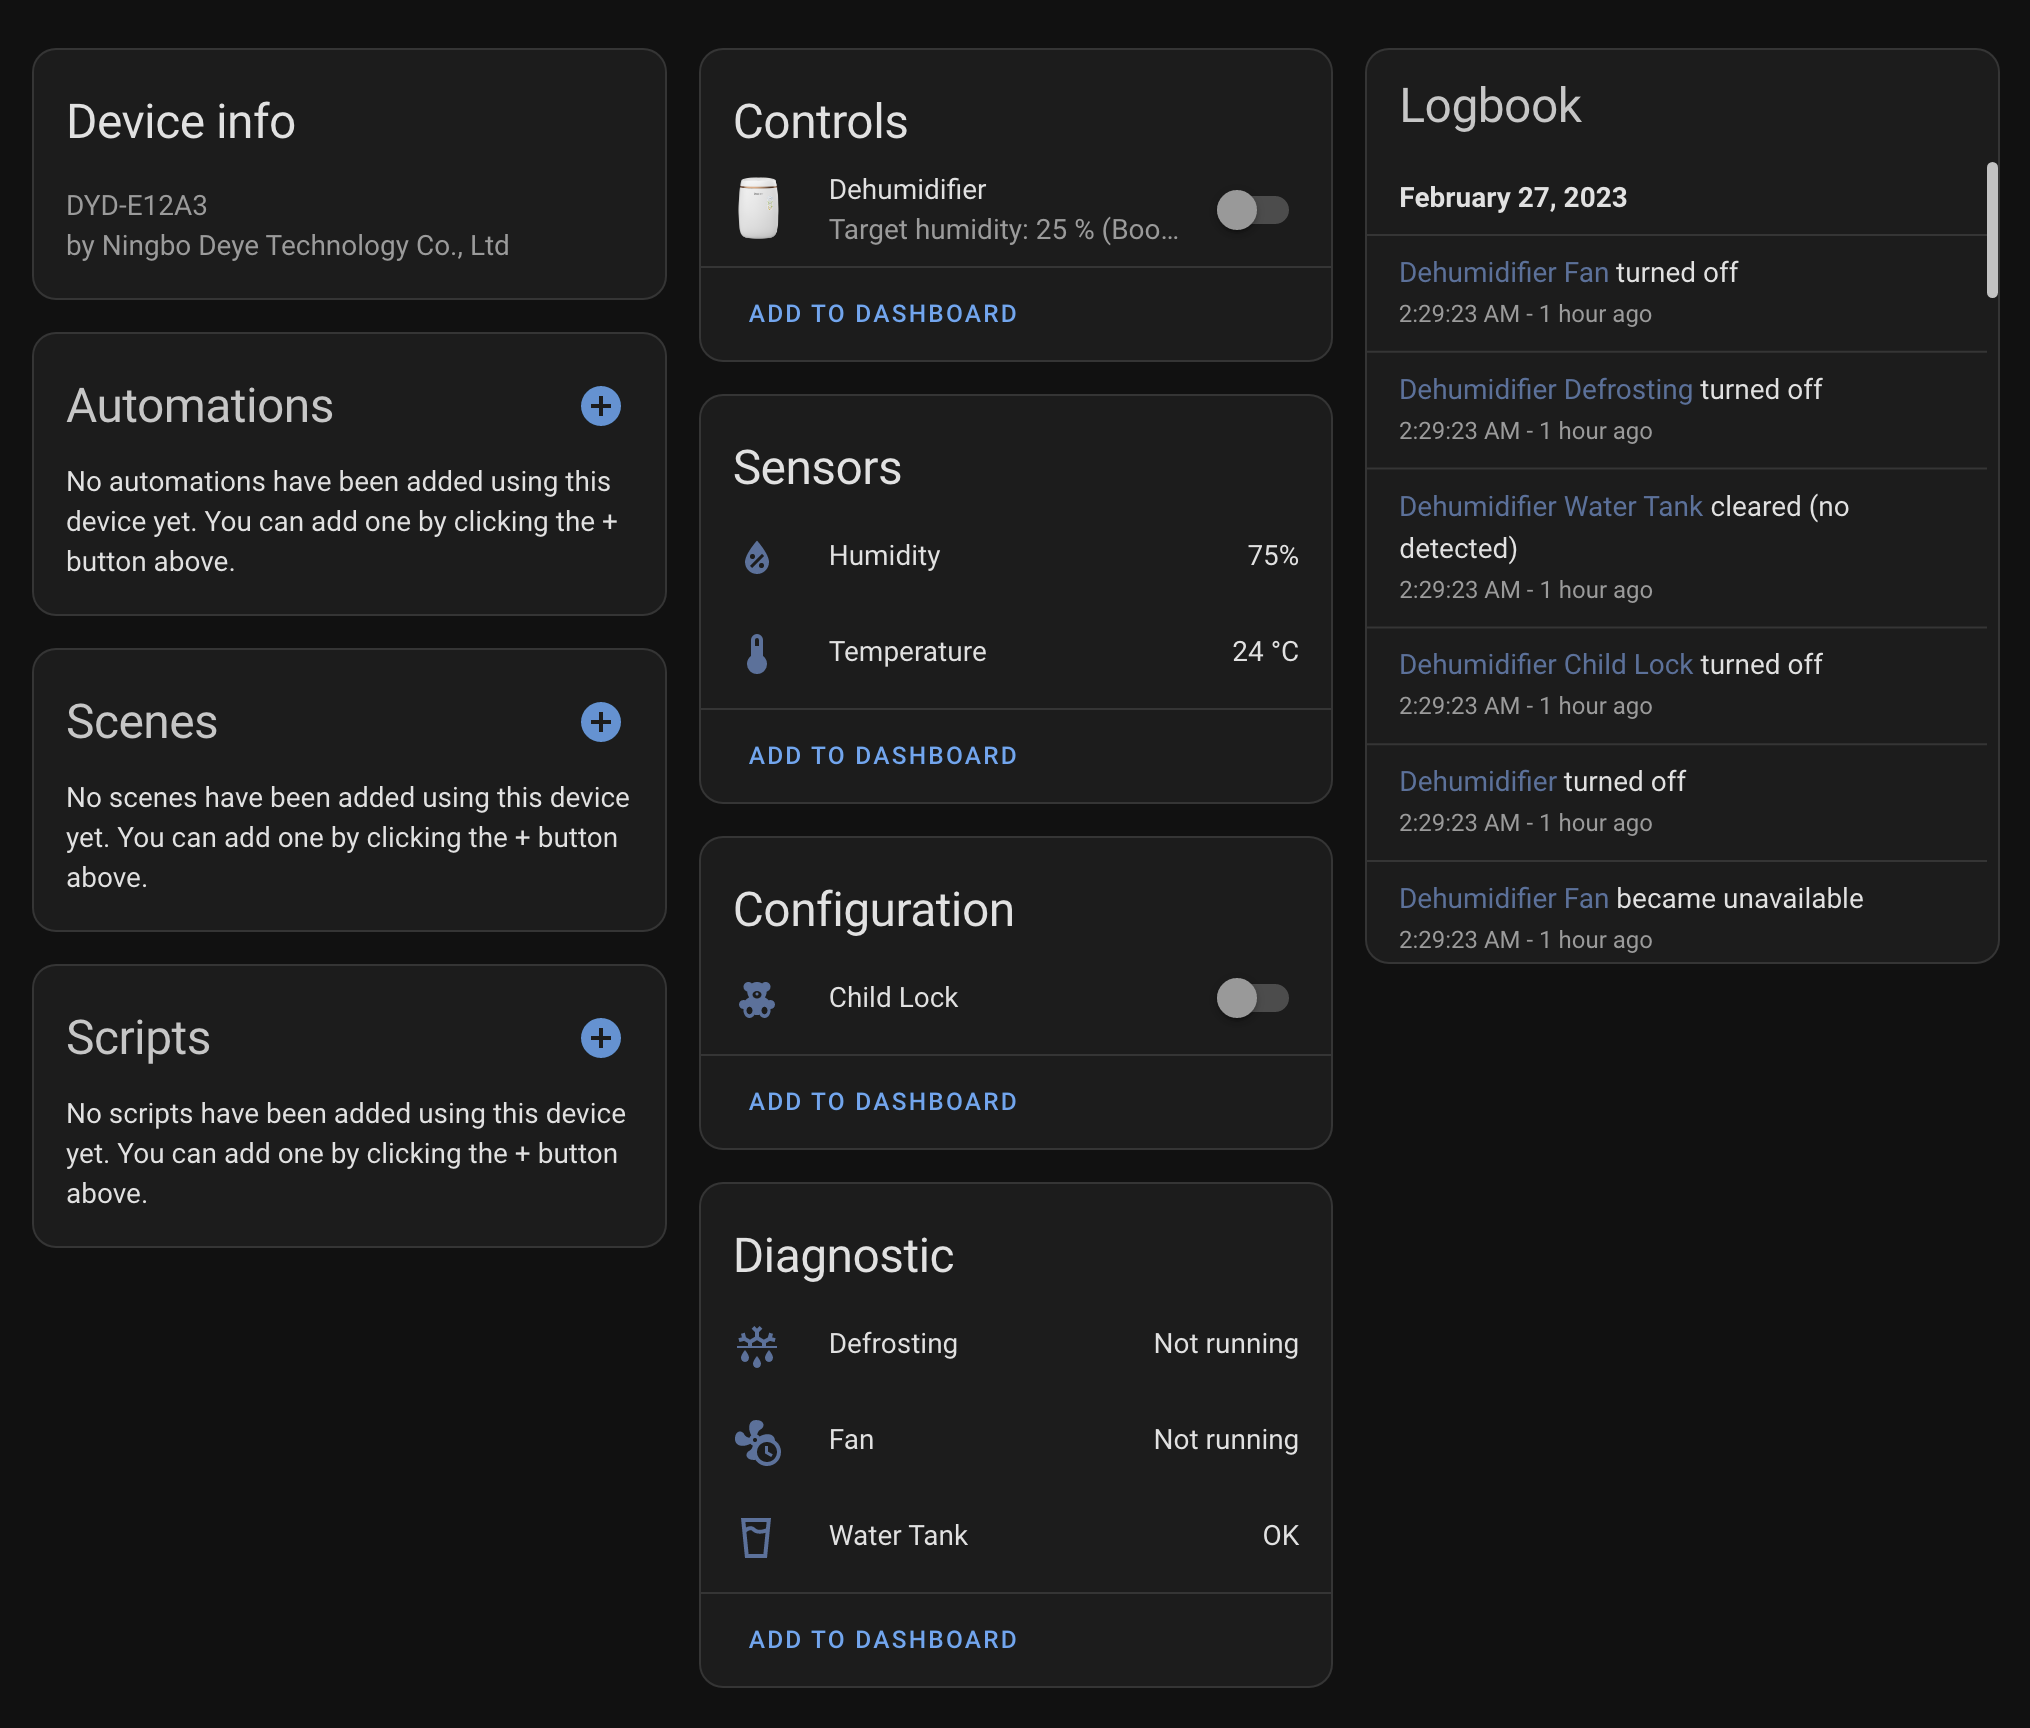 Device info
DYD-E12A3
by Ningbo Deye Technology Co., Ltd
Automations
No automations have been added using this
device yet. You can add one by clicking the +
button above.
Scenes
No scenes have been added using this device
yet. You can add one by clicking the + button
above.
Scripts
No scripts have been added using this device
yet. You can add one by clicking the + button
above.
Controls
Dehumidifier
Target humidity: 25 % (Boo...
ADD TO DASHBOARD
Sensors
Humidity 75%
Temperature 24 °C
ADD TO DASHBOARD
Configuration
Child Lock
ADD TO DASHBOARD
Diagnostic
Defrosting Not running
Fan Not running
Water Tank OK
ADD TO DASHBOARD
Logbook
February 27, 2023
Dehumidifier Fan turned off
2:29:23 AM - 1 hour ago
Dehumidifier Defrosting turned off
2:29:23 AM - 1 hour ago
Dehumidifier Water Tank cleared (no
detected)
2:29:23 AM - 1 hour ago
Dehumidifier Child Lock turned off
2:29:23 AM - 1 hour ago
Dehumidifier turned off
2:29:23 AM - 1 hour ago
Dehumidifier Fan became unavailable
2:29:23 AM - 1 hour ago